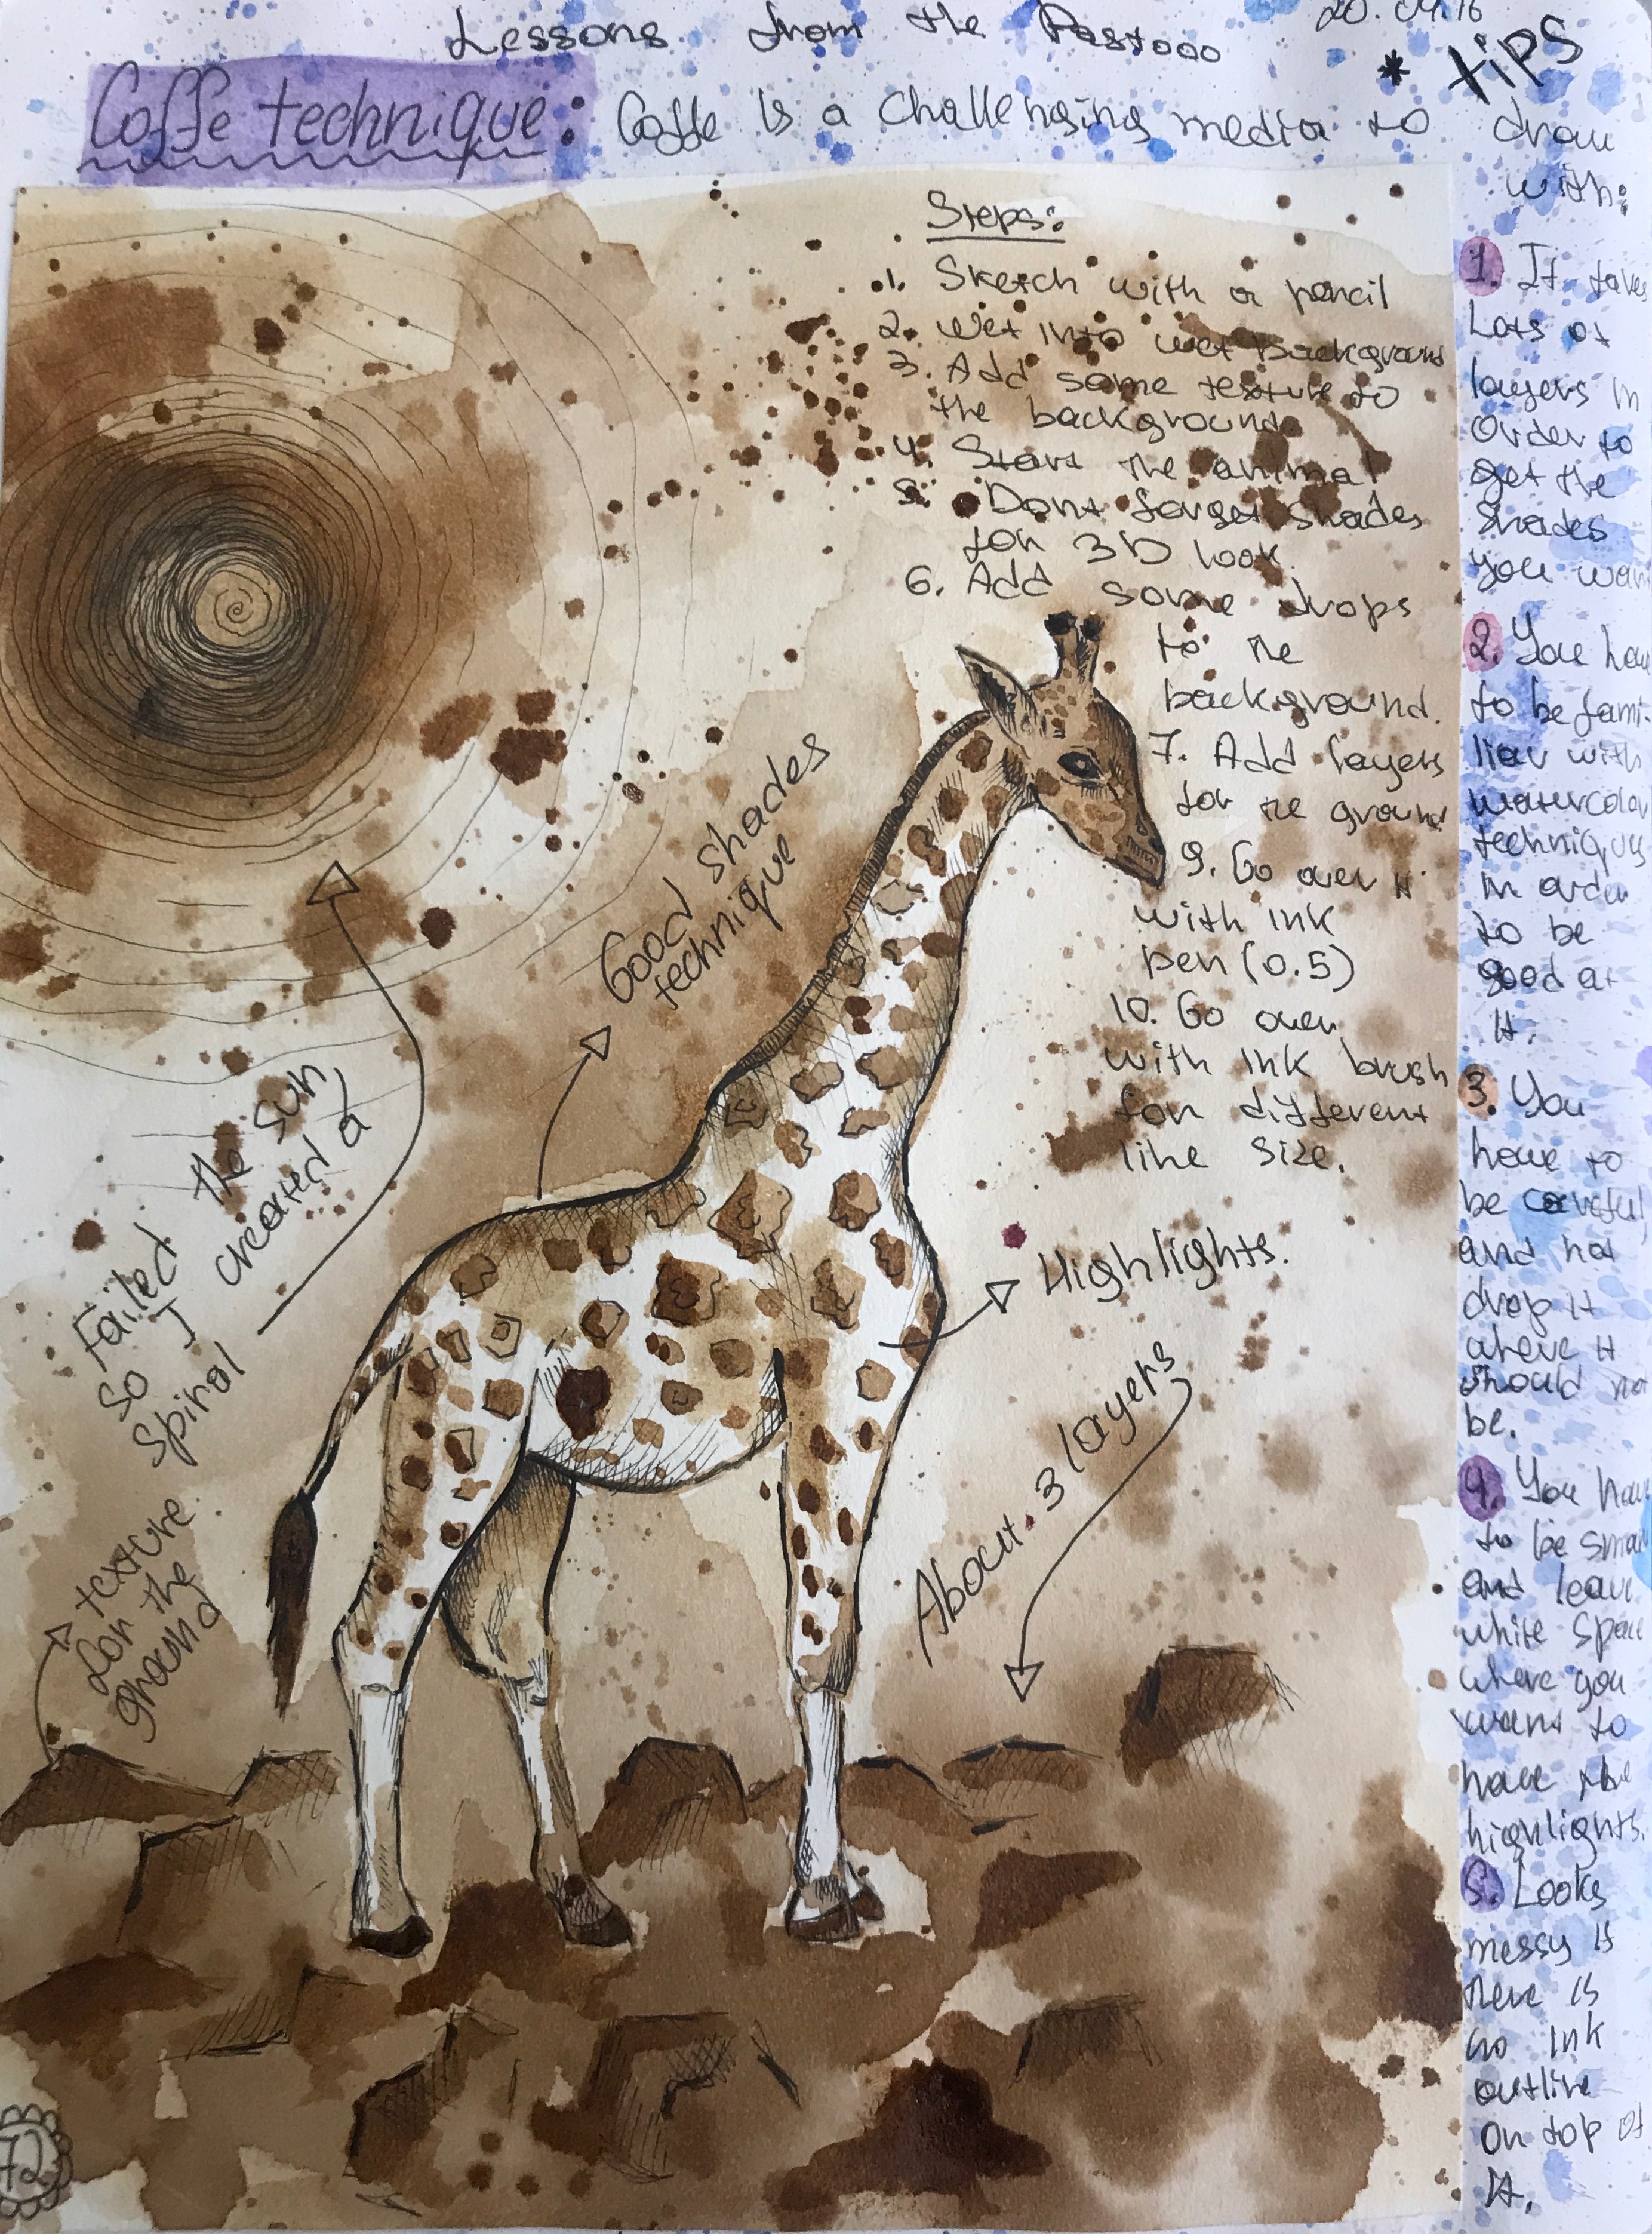 Lessons from the Pastooo
20.04.16
* tips
Coffe technique: Coffe is a challenging media to draw
with:
Steps:
1. Sketch with a pencil
2. Wet into wet background
3. Add some texture to
the background
4. Start the animal
5. Dont forget shades
for 3D look
6. Add some drops
to the
background.
7. Add layers
for the ground
9. Go over it
with ink
pen (0.5)
10. Go over
with ink brush
for different
line size.
Good shades
technique
Failed the sun,
so I created a
spiral
Highlights.
About 3 layers
texture
for the
ground
1. It take
Lots of
layers in
order to
get the
shades
you wan
2. You have
to be fami-
liar with
watercolor
techniques
in order
to be
good at
it.
3. You
have to
be careful
and not
drop it
where it
should not
be.
4. You have
to be smart
and leave
white space
where you
want to
have the
highlights.
5. Looks
messy if
there is
no ink
outline
on top of
it.
72